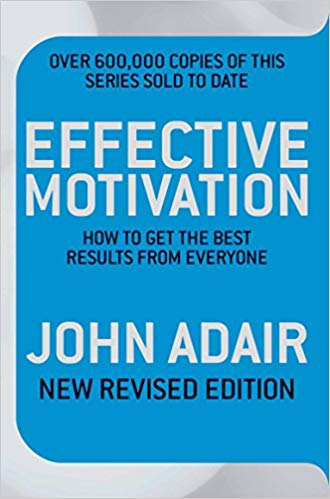 OVER 600,000 COPIES OF THIS
SERIES SOLD TO DATE
EFFECTIVE
MOTIVATION
HOW TO GET THE BEST
RESULTS FROM EVERYONE
JOHN ADAIR
NEW REVISED EDITION